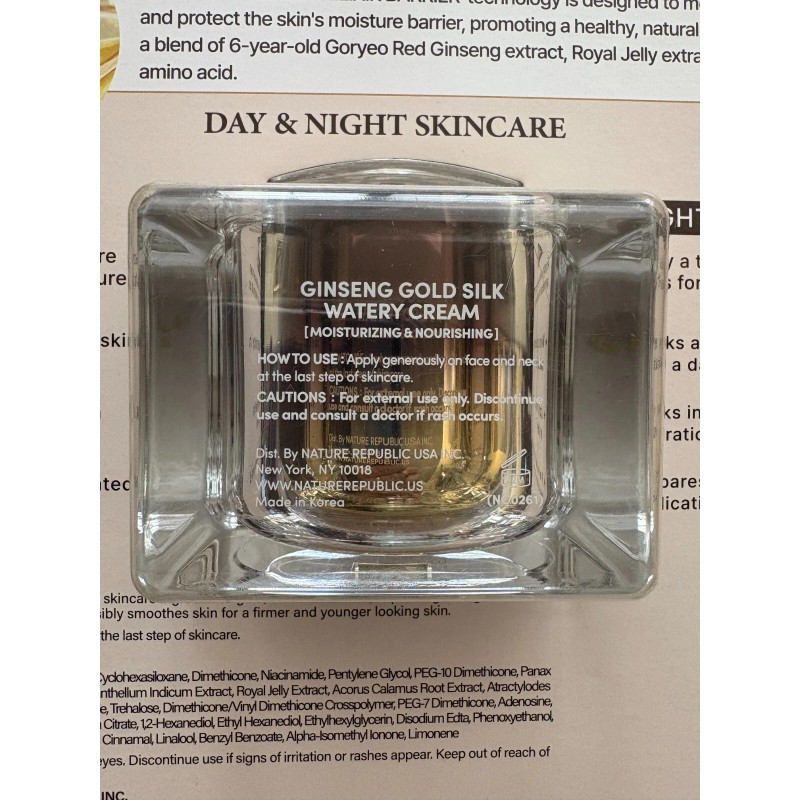 technology is designed to
and protect the skin's moisture barrier, promoting a healthy, natural
a blend of 6-year-old Goryeo Red Ginseng extract, Royal Jelly
amino acid.
DAY & NIGHT SKINCARE
GINSENG GOLD SILK
WATERY CREAM
[MOISTURIZING & NOURISHING]
HOW TO USE : Apply generously on face and neck
at the last step of skincare.
CAUTIONS : For external use only. Discontinue
use and consult a doctor if rash occurs.
Dist. By NATURE REPUBLIC USA INC.
New York, NY 10018
WWW.NATUREREPUBLIC.US
Made in Korea
smoothes skin for a firmer and younger looking skin.
the last step of skincare.
Cyclohexasiloxane, Dimethicone, Niacinamide, Pentylene Glycol, PEG-10 Dimethicone, Panax
Indicum Extract, Royal Jelly Extract, Acorus Calamus Root Extract, Atractylodes
Trehalose, Dimethicone/Vinyl Dimethicone Crosspolymer, PEG-7 Dimethicone, Adenosine,
Citrate, 1,2-Hexanediol, Ethyl Hexanediol, Ethylhexylglycerin, Disodium Edta, Phenoxyethanol,
Cinnamal, Linalool, Benzyl Benzoate, Alpha-Isomethyl Ionone, Limonene
eyes. Discontinue use if signs of irritation or rashes appear. Keep out of reach of
INC.